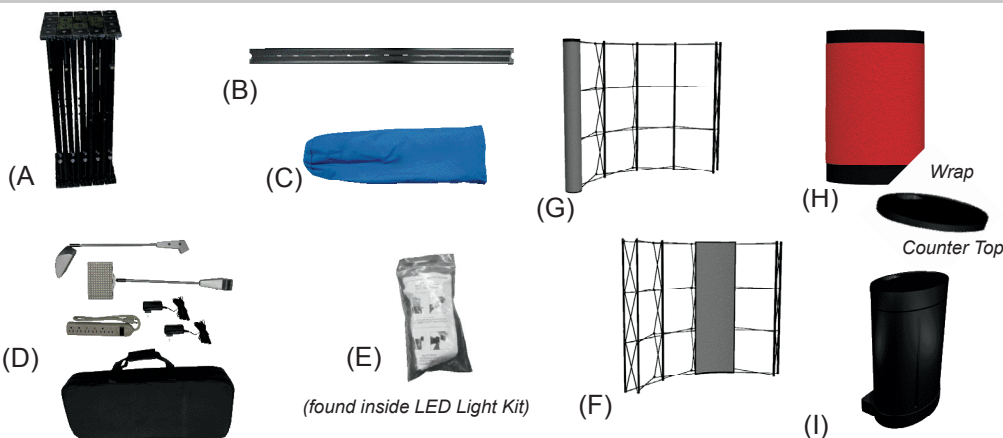 (A)
(B)
(C)
(D)
(E)
(found inside LED Light Kit)
(G)
(F)
(H)
Wrap
Counter Top
(I)